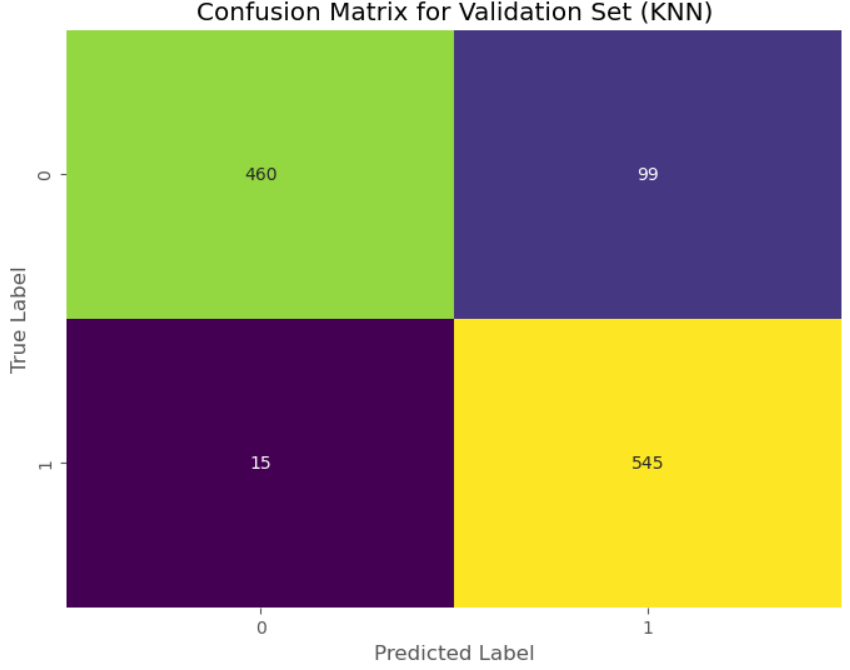 Confusion Matrix for Validation Set (KNN)
True Label
0
460
99
1
15
545
0
1
Predicted Label